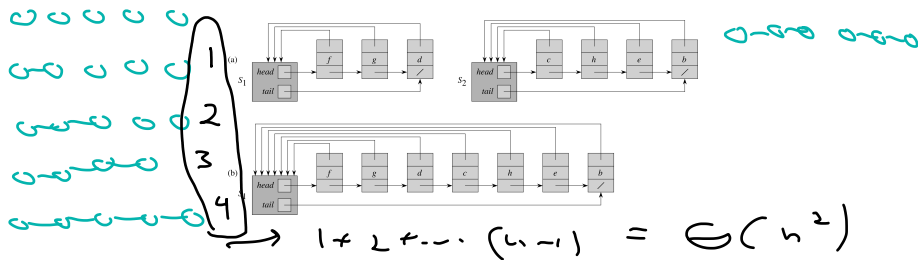 1
2
3
4
(a)
S1
head
tail
f g d
/
S2
head
tail
c h e b
/
(b)
head
tail
f g d c h e b
/
1 + 2 + .... (n-1) = Θ(n²)